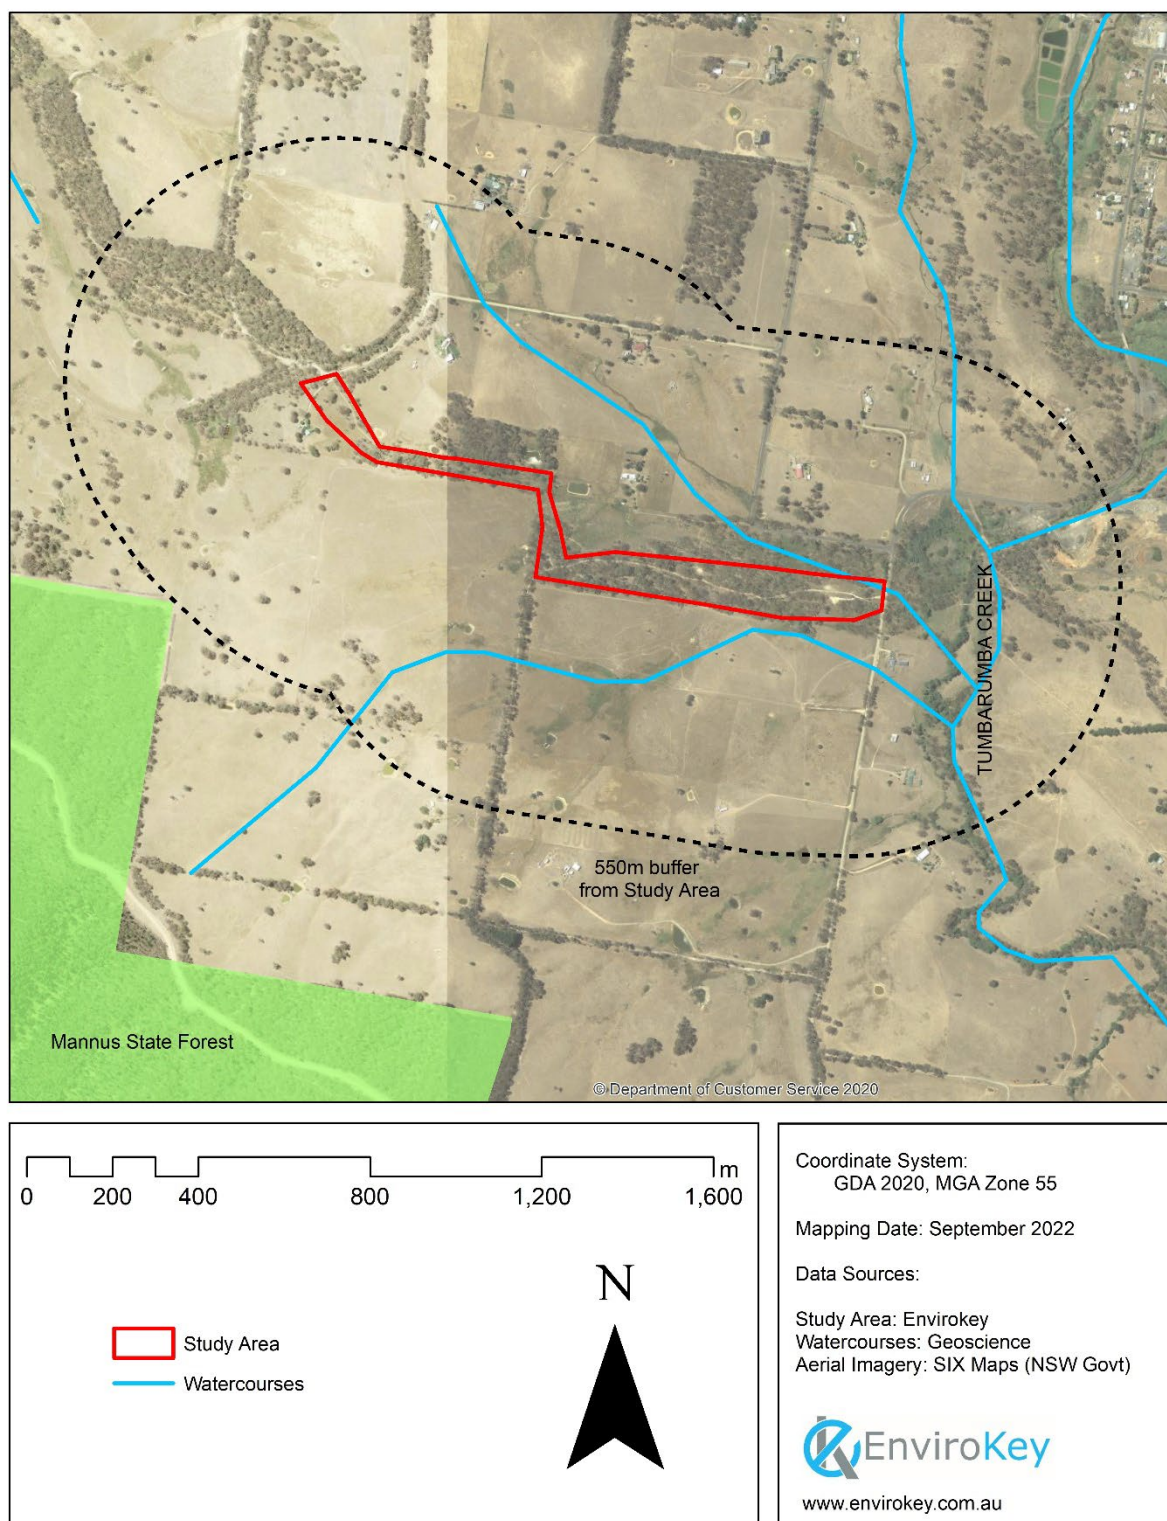 TUMBARUMBA CREEK
550m buffer
from Study Area
Mannus State Forest
© Department of Customer Service 2020
m
0 200 400 800 1,200 1,600
N
Study Area
Watercourses
Coordinate System:
GDA 2020, MGA Zone 55
Mapping Date: September 2022
Data Sources:
Study Area: Envirokey
Watercourses: Geoscience
Aerial Imagery: SIX Maps (NSW Govt)
EnviroKey
www.envirokey.com.au